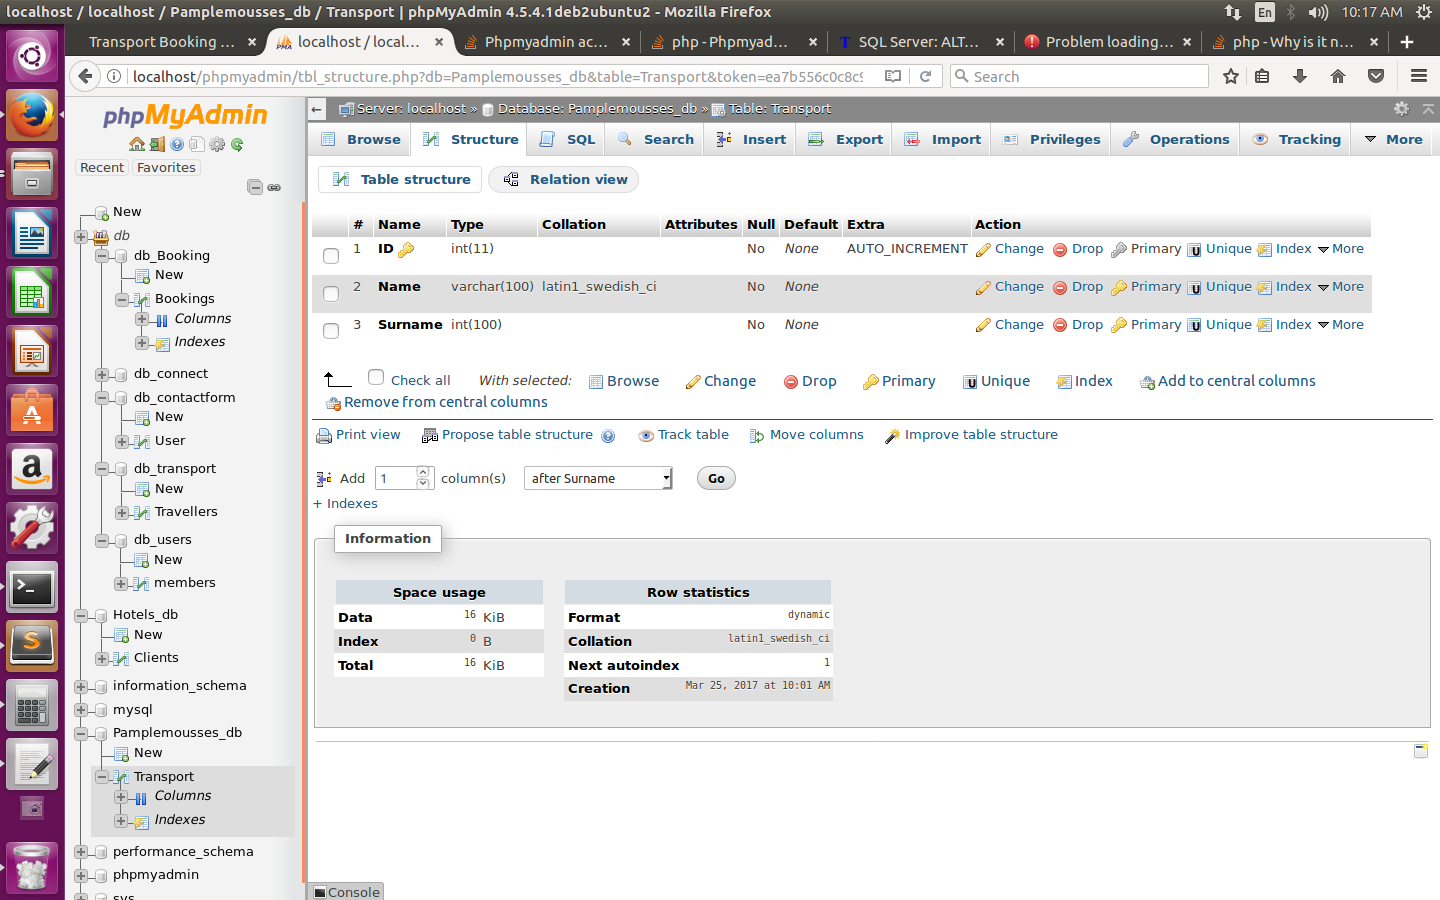 localhost / localhost / Pamplemousses_db / Transport | phpMyAdmin 4.5.4.1deb2ubuntu2 - Mozilla Firefox
En
10:17 AM
Transport Booking ...
localhost / local...
Phpmyadmin ac...
php - Phpmyad...
SQL Server: ALT...
Problem loading...
php - Why is it n...
localhost/phpmyadmin/tbl_structure.php?db=Pamplemousses_db&table=Transport&token=ea7b556c0c8c9
Search
phpMyAdmin
Recent
Favorites
New
db
db_Booking
New
Bookings
Columns
Indexes
db_connect
db_contactform
New
User
db_transport
New
Travellers
db_users
New
members
Hotels_db
New
Clients
information_schema
mysql
Pamplemousses_db
New
Transport
Columns
Indexes
performance_schema
phpmyadmin
sys
Server: localhost » Database: Pamplemousses_db » Table: Transport
Browse Structure SQL Search Insert Export Import Privileges Operations Tracking More
Table structure Relation view
# Name Type Collation Attributes Null Default Extra Action
1 ID int(11) No None AUTO_INCREMENT Change Drop Primary Unique Index More
2 Name varchar(100) latin1_swedish_ci No None Change Drop Primary Unique Index More
3 Surname int(100) No None Change Drop Primary Unique Index More
Check all With selected: Browse Change Drop Primary Unique Index Add to central columns
Remove from central columns
Print view Propose table structure Track table Move columns Improve table structure
Add 1 column(s) after Surname Go
+ Indexes
Information
Space usage
Data 16 KiB
Index 0 B
Total 16 KiB
Row statistics
Format dynamic
Collation latin1_swedish_ci
Next autoindex 1
Creation Mar 25, 2017 at 10:01 AM
Console